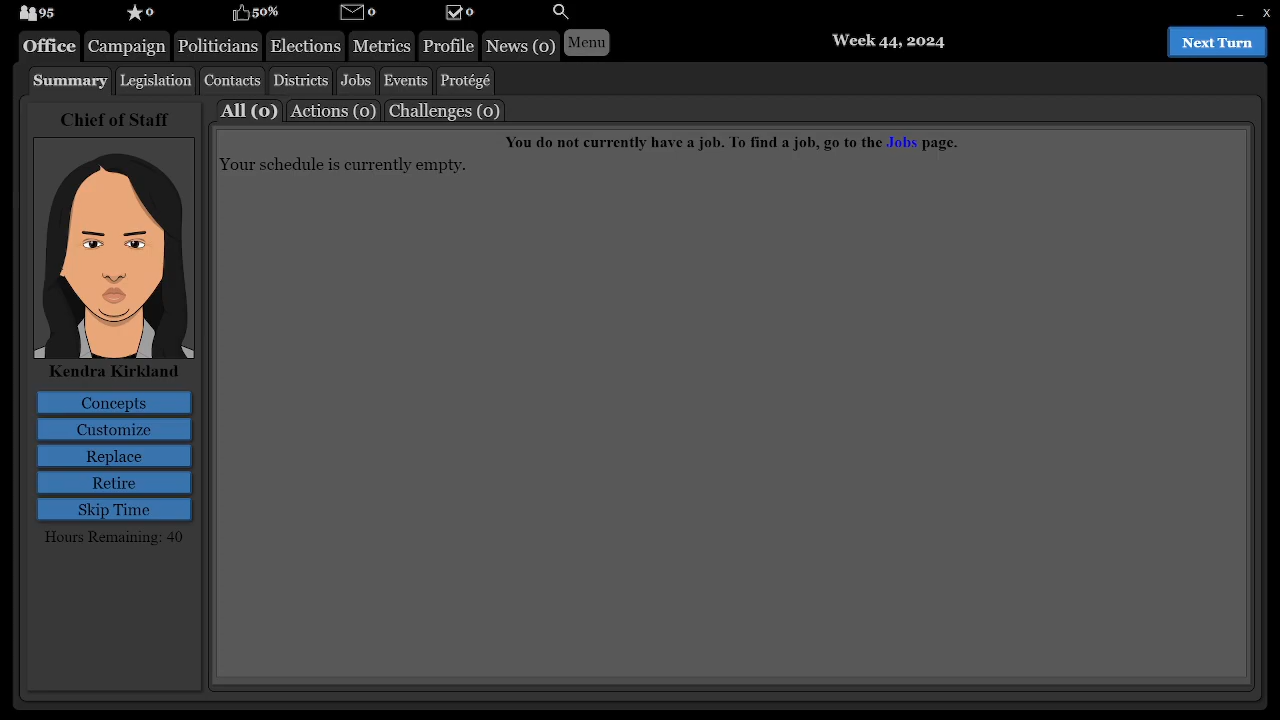 95 0 50% 0 0
Office Campaign Politicians Elections Metrics Profile News (0) Menu Week 44, 2024 Next Turn
Summary Legislation Contacts Districts Jobs Events Protégé
Chief of Staff
All (0) Actions (0) Challenges (0)
You do not currently have a job. To find a job, go to the Jobs page.
Your schedule is currently empty.
Kendra Kirkland
Concepts
Customize
Replace
Retire
Skip Time
Hours Remaining: 40